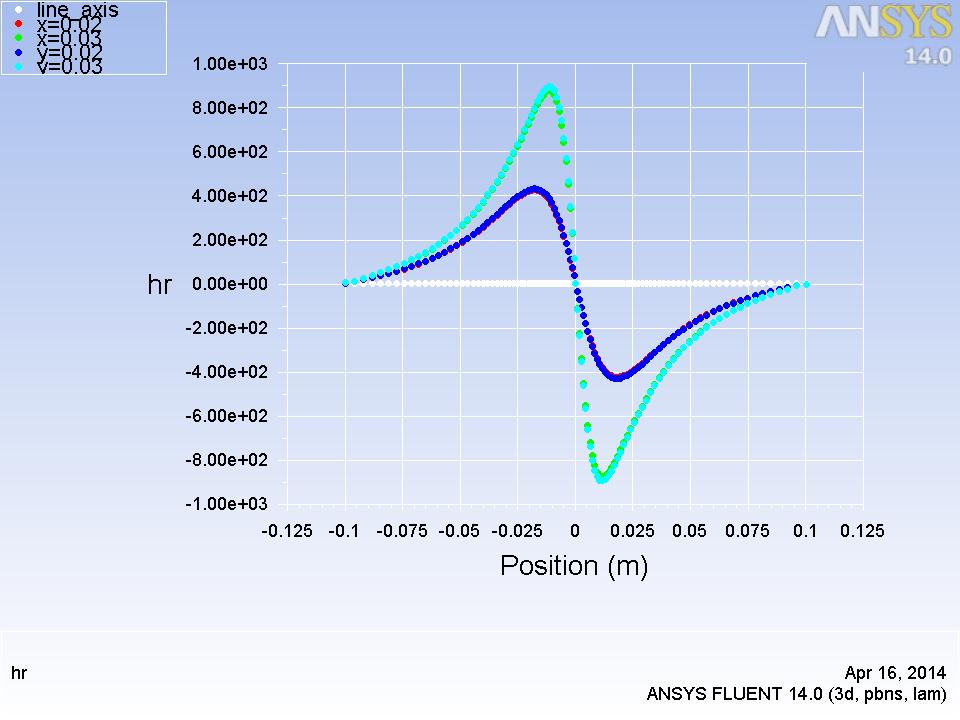 line_axis
x=0.02
x=0.03
y=0.02
y=0.03
ANSYS
14.0
1.00e+03
8.00e+02
6.00e+02
4.00e+02
2.00e+02
0.00e+00
-2.00e+02
-4.00e+02
-6.00e+02
-8.00e+02
-1.00e+03
hr
-0.125 -0.1 -0.075 -0.05 -0.025 0 0.025 0.05 0.075 0.1 0.125
Position (m)
hr
Apr 16, 2014
ANSYS FLUENT 14.0 (3d, pbns, lam)